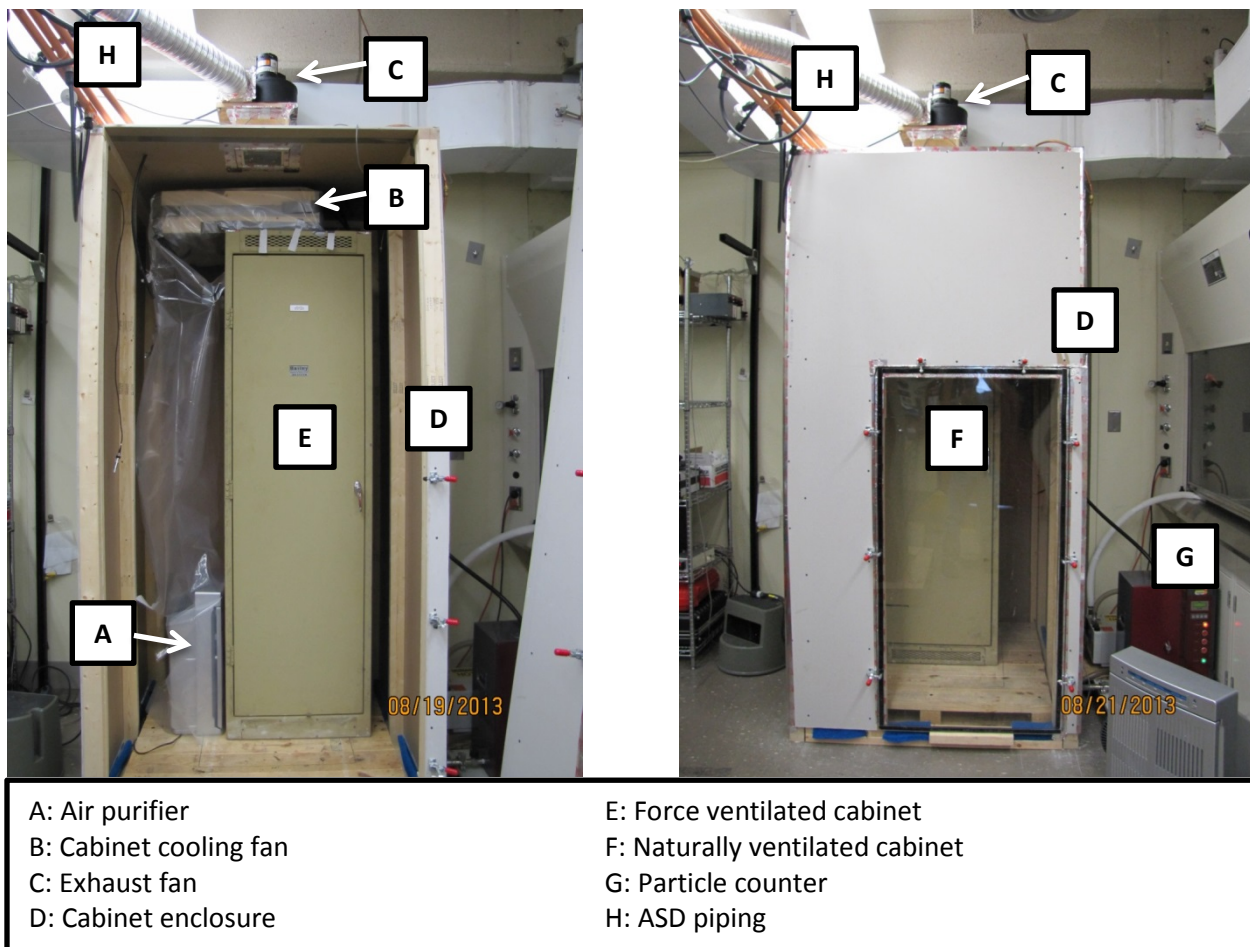 H
C
B
E
D
A
08/19/2013
H
C
D
F
G
08/21/2013
A: Air purifier
B: Cabinet cooling fan
C: Exhaust fan
D: Cabinet enclosure
E: Force ventilated cabinet
F: Naturally ventilated cabinet
G: Particle counter
H: ASD piping